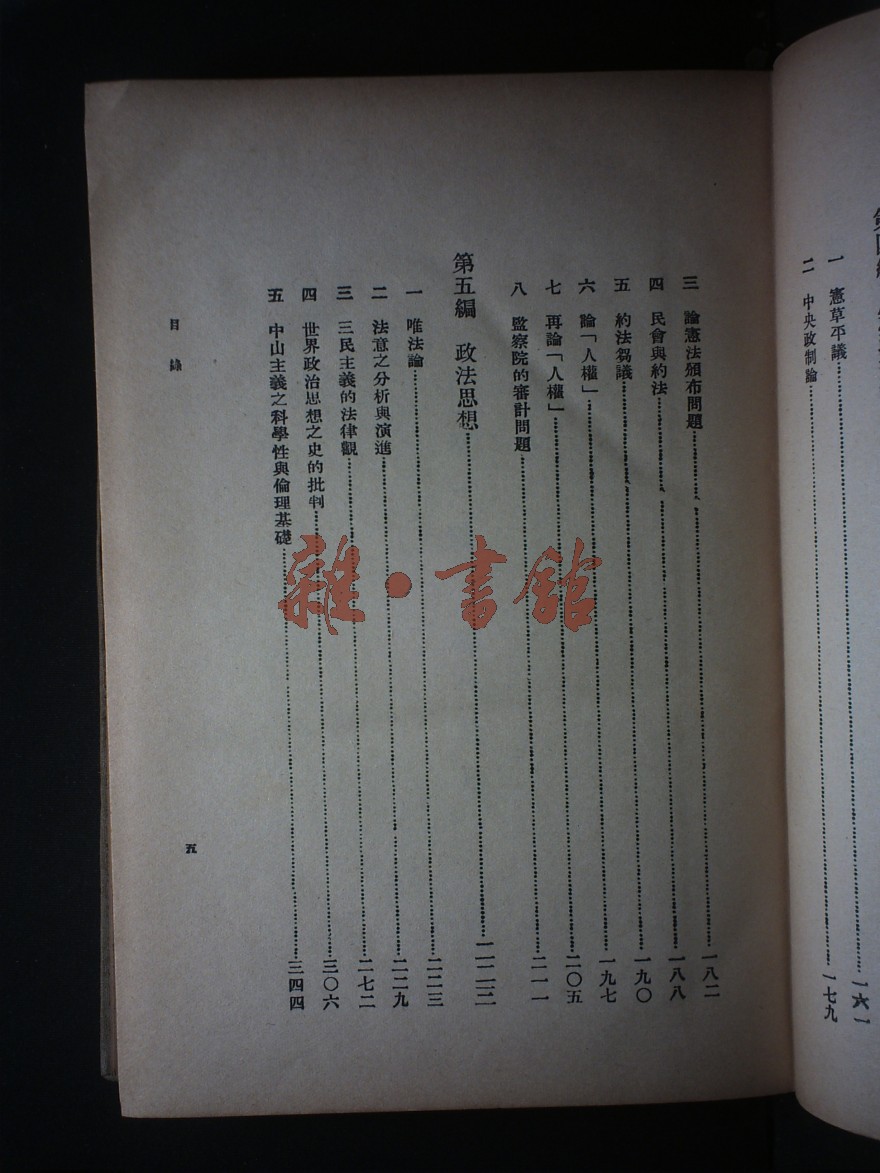 一 憲草平議……一六一
二 中央政制論……一七九
三 論憲法頒布問題……一八二
四 民會與約法……一八八
五 約法芻議……一九〇
六 論「人權」……一九七
七 再論「人權」……二〇五
八 監察院的審計問題……二一一
第五編 政法思想……二二三
一 唯法論……二二三
二 法意之分析與演進……二二九
三 三民主義的法律觀……二七二
四 世界政治思想之史的批判……三〇六
五 中山主義之科學性與倫理基礎……三四四
目錄
五
雜·書館